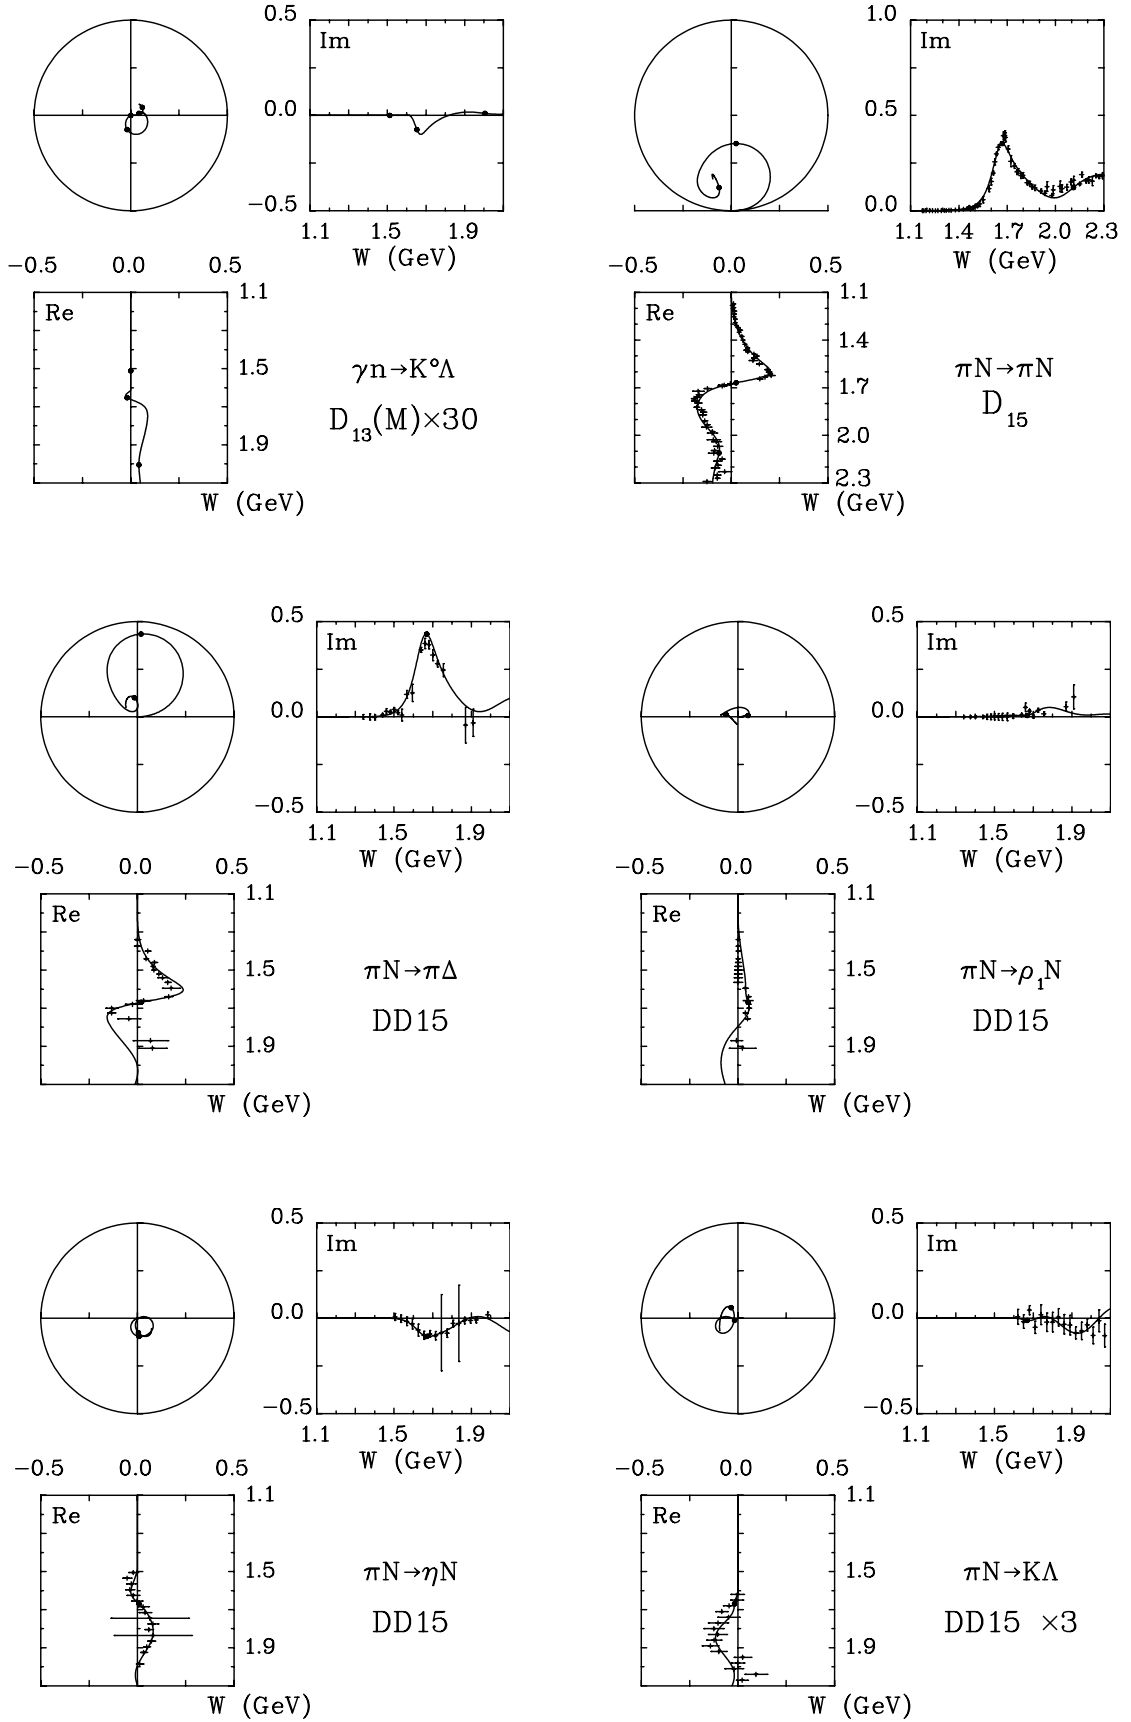 0.5
Im
0.0
−0.5
1.1 1.5 1.9
W (GeV)
−0.5 0.0 0.5
Re
1.1
1.5
1.9
W (GeV)
γn→K°Λ
D₁₃(M)×30
1.0
Im
0.5
0.0
1.1 1.4 1.7 2.0 2.3
W (GeV)
−0.5 0.0 0.5
Re
1.1
1.4
1.7
2.0
2.3
W (GeV)
πN→πN
D₁₅
0.5
Im
0.0
−0.5
1.1 1.5 1.9
W (GeV)
−0.5 0.0 0.5
Re
1.1
1.5
1.9
W (GeV)
πN→πΔ
DD15
0.5
Im
0.0
−0.5
1.1 1.5 1.9
W (GeV)
−0.5 0.0 0.5
Re
1.1
1.5
1.9
W (GeV)
πN→ρ₁N
DD15
0.5
Im
0.0
−0.5
1.1 1.5 1.9
W (GeV)
−0.5 0.0 0.5
Re
1.1
1.5
1.9
W (GeV)
πN→ηN
DD15
0.5
Im
0.0
−0.5
1.1 1.5 1.9
W (GeV)
−0.5 0.0 0.5
Re
1.1
1.5
1.9
W (GeV)
πN→KΛ
DD15 ×3